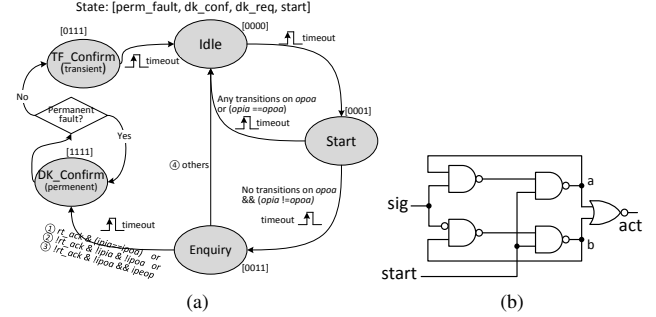 State: [perm_fault, dk_conf, dk_req, start]
[0000]
Idle
timeout
[0111]
TF_Confirm
(transient)
timeout
Any transitions on opoa
or (opia ==opoa)
timeout
[0001]
Start
No
Permanent
fault?
Yes
[1111]
DK_Confirm
(permenent)
④ others
No transitions on opoa
&& (opia !=opoa)
timeout
timeout
① rt_ack & (ipia==ipoa) or
② !rt_ack & !ipia & !ipoa or
③ !rt_ack & !ipoa && ipeop
Enquiry
[0011]
(a)
sig
start
a
b
act
(b)